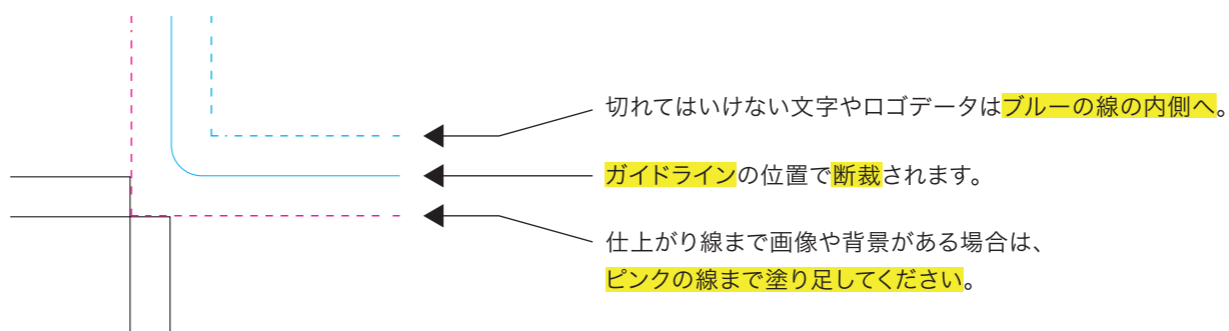 切れてはいけない文字やロゴデータはブルーの線の内側へ。
ガイドラインの位置で断裁されます。
仕上がり線まで画像や背景がある場合は、
ピンクの線まで塗り足してください。